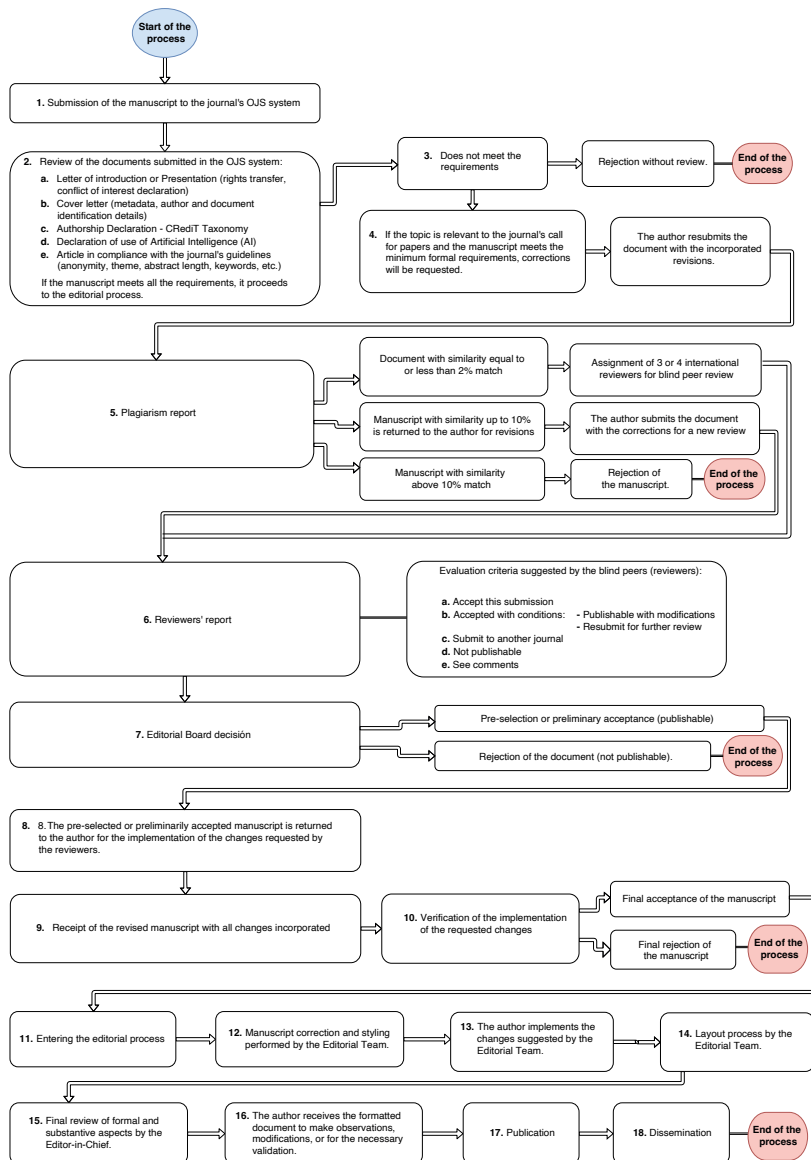 Start of the
process
1. Submission of the manuscript to the journal's OJS system
2. Review of the documents submitted in the OJS system:
a. Letter of introduction or Presentation (rights transfer,
conflict of interest declaration)
b. Cover letter (metadata, author and document
identification details)
c. Authorship Declaration - CRediT Taxonomy
d. Declaration of use of Artificial Intelligence (AI)
e. Article in compliance with the journal's guidelines
(anonymity, theme, abstract length, keywords, etc.)
If the manuscript meets all the requirements, it proceeds
to the editorial process.
3. Does not meet the
requirements
Rejection without review.
End of the
process
4. If the topic is relevant to the journal's call
for papers and the manuscript meets the
minimum formal requirements, corrections
will be requested.
The author resubmits the
document with the incorporated
revisions.
5. Plagiarism report
Document with similarity equal to
or less than 2% match
Assignment of 3 or 4 international
reviewers for blind peer review
Manuscript with similarity up to 10%
is returned to the author for revisions
The author submits the document
with the corrections for a new review
Manuscript with similarity
above 10% match
Rejection of
the manuscript.
End of the
process
6. Reviewers' report
Evaluation criteria suggested by the blind peers (reviewers):
a. Accept this submission
b. Accepted with conditions: - Publishable with modifications
- Resubmit for further review
c. Submit to another journal
d. Not publishable
e. See comments
7. Editorial Board decisión
Pre-selection or preliminary acceptance (publishable)
Rejection of the document (not publishable).
End of the
process
8. 8. The pre-selected or preliminarily accepted manuscript is returned
to the author for the implementation of the changes requested by
the reviewers.
9. Receipt of the revised manuscript with all changes incorporated
10. Verification of the implementation
of the requested changes
Final acceptance of the manuscript
Final rejection of
the manuscript
End of the
process
11. Entering the editorial process
12. Manuscript correction and styling
performed by the Editorial Team.
13. The author implements the
changes suggested by the
Editorial Team.
14. Layout process by the
Editorial Team.
15. Final review of formal and
substantive aspects by the
Editor-in-Chief.
16. The author receives the formatted
document to make observations,
modifications, or for the necessary
validation.
17. Publication
18. Dissemination
End of the
process